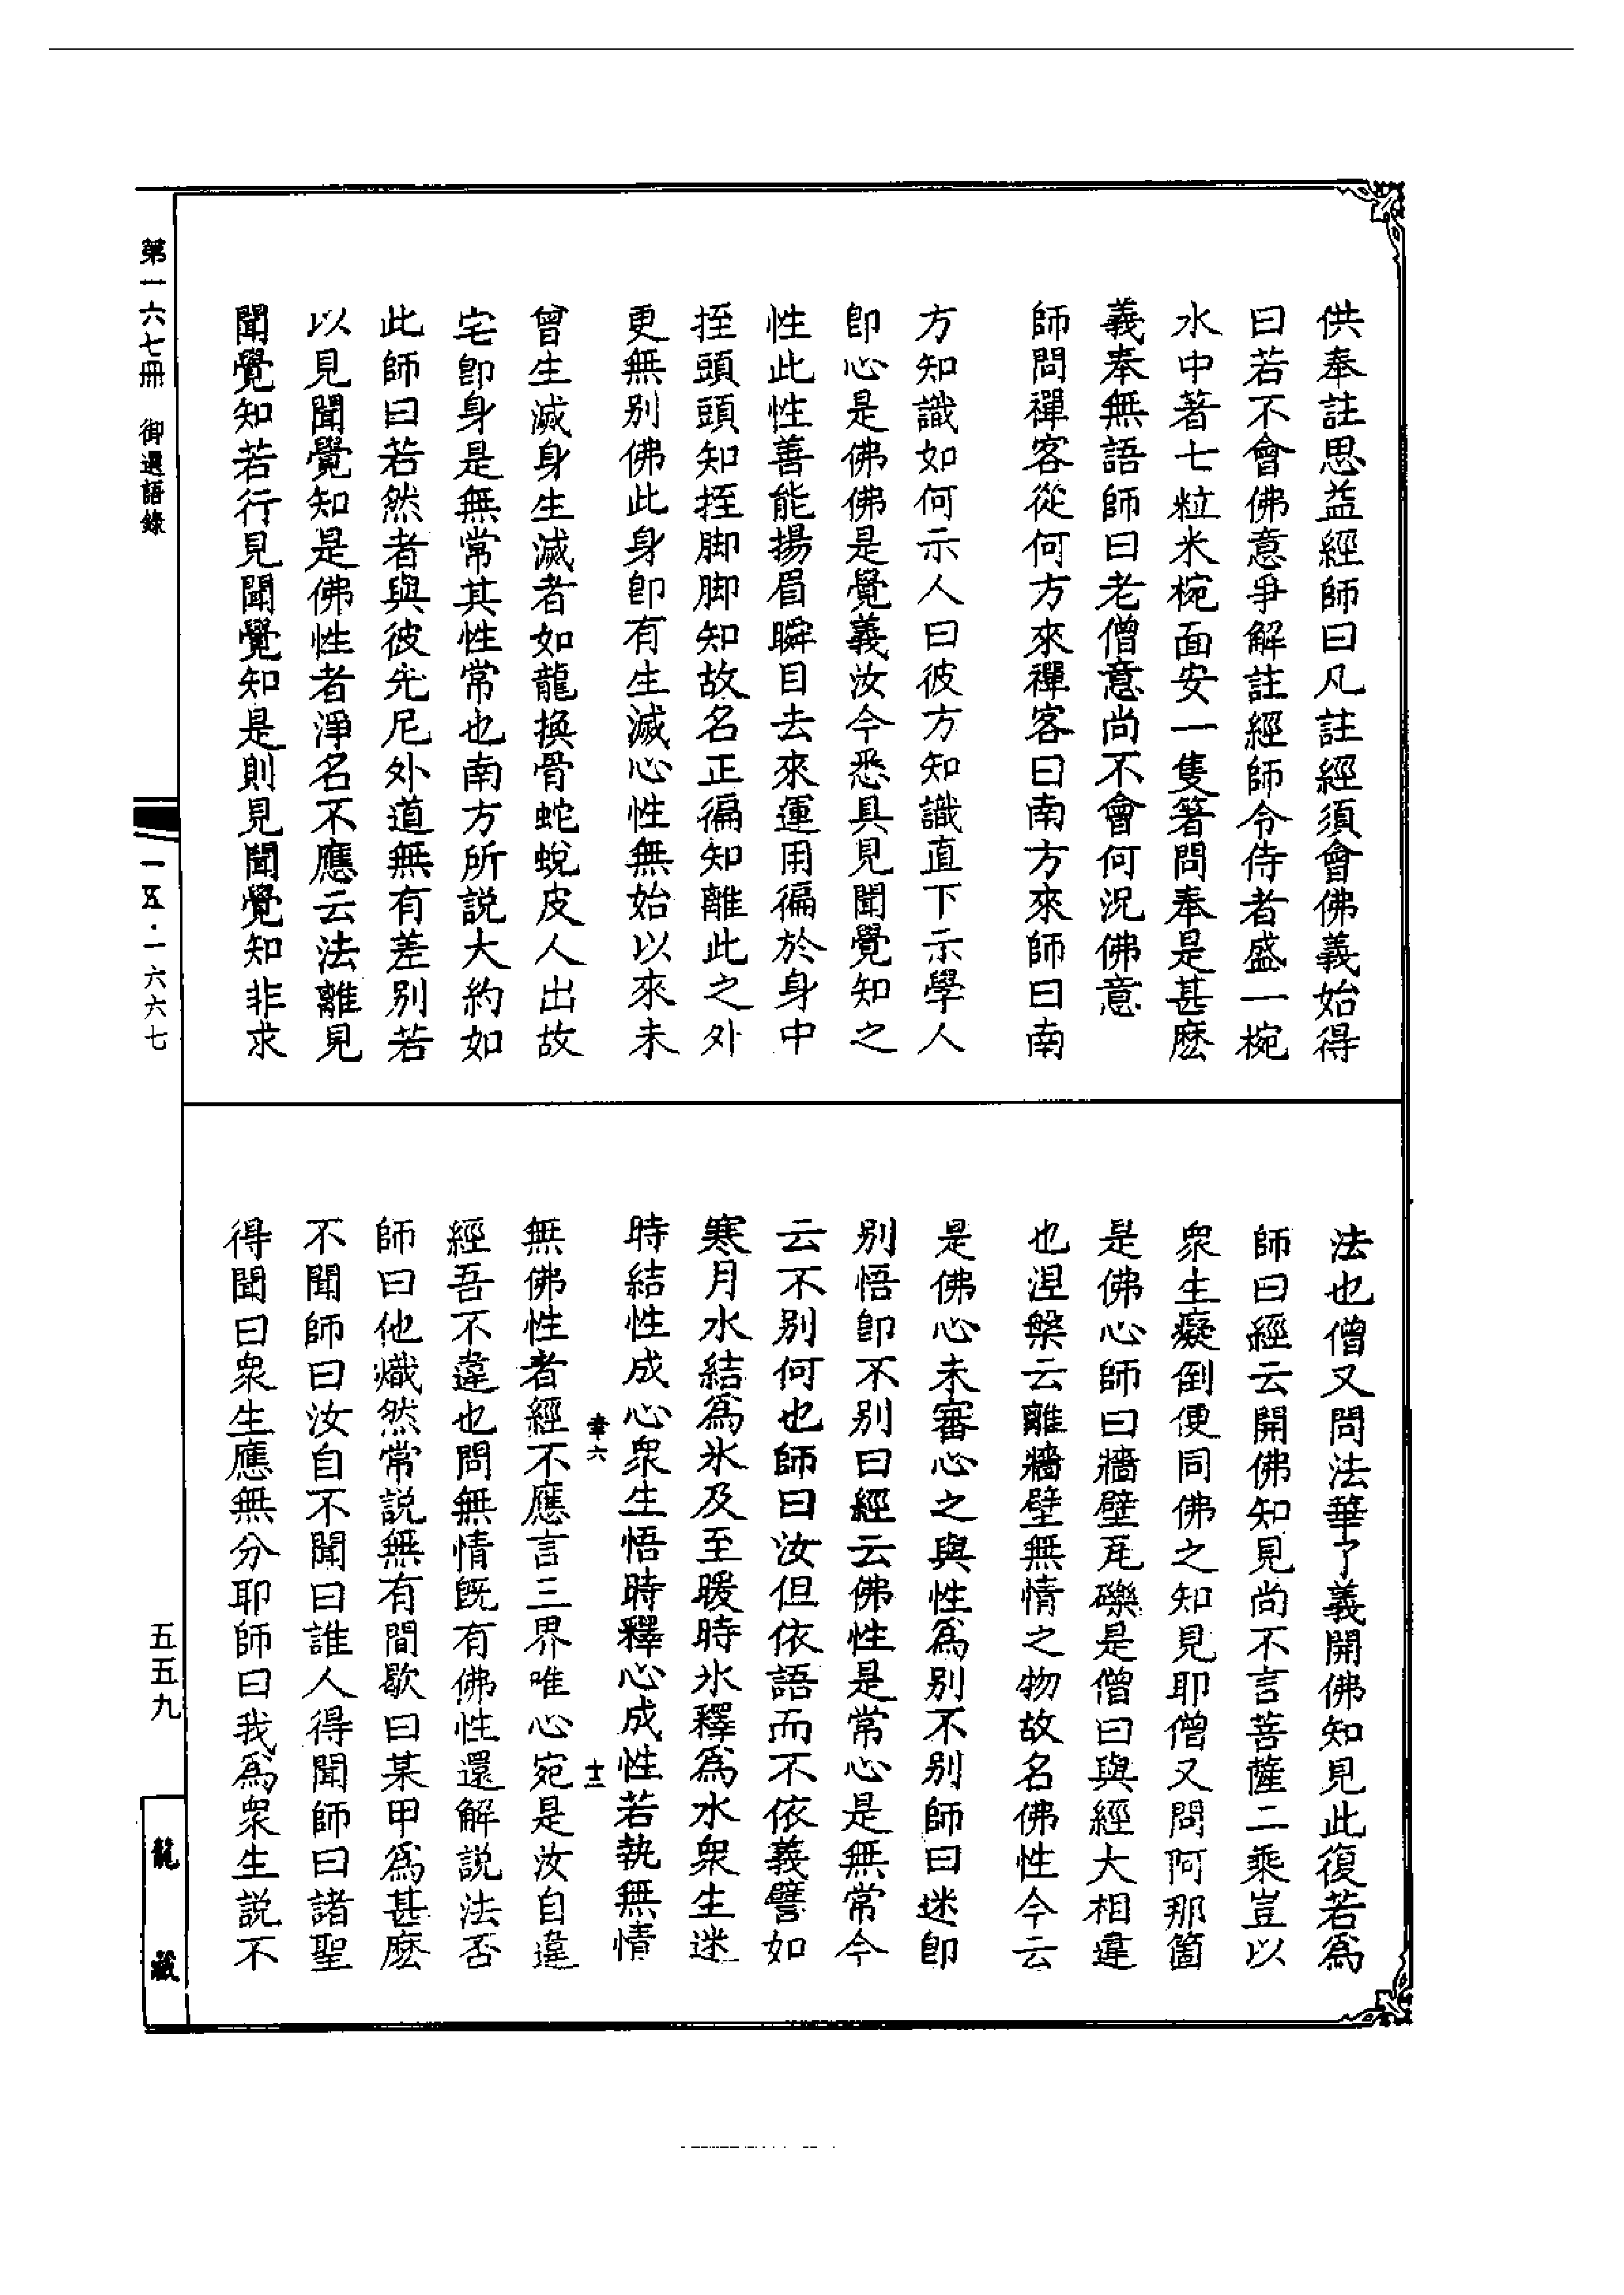 供奉註思益經師曰凡註經須會佛義始得
曰若不會佛意爭解註經師令侍者盛一椀
水中著七粒米椀面安一隻箸問奉是甚麽
義奉無語師曰老僧意尚不會何況佛意
師問禪客從何方來禪客曰南方來師曰南
方知識如何示人曰彼方知識直下示學人
卽心是佛佛是覺義汝今悉具見聞覺知之
性此性善能揚眉瞬目去來運用徧於身中
挃頭頭知挃脚脚知故名正徧知離此之外
更無别佛此身卽有生滅心性無始以來未
曾生滅身生滅者如龍換骨蛇蛻皮人出故
宅卽身是無常其性常也南方所説大約如
此師曰若然者與彼先尼外道無有差别若
以見聞覺知是佛性者淨名不應云法離見
聞覺知若行見聞覺知是則見聞覺知非求
法也僧又問法華了義開佛知見此復若爲
師曰經云開佛知見尚不言菩薩二乘豈以
衆生癡倒便同佛之知見耶僧又問阿那箇
是佛心師曰牆壁瓦礫是僧曰與經大相違
也涅槃云離牆壁無情之物故名佛性今云
是佛心未審心之與性爲别不别師曰迷卽
别悟卽不别曰經云佛性是常心是無常今
云不别何也師曰汝但依語而不依義譬如
寒月水結爲氷及至暖時氷釋爲水衆生迷
時結性成心衆生悟時釋心成性若執無情
韋六 十三
無佛性者經不應言三界唯心宛是汝自違
經吾不違也問無情旣有佛性還解説法否
師曰他熾然常説無有間歇曰某甲爲甚麽
不聞師曰汝自不聞曰誰人得聞師曰諸聖
得聞曰衆生應無分耶師曰我爲衆生説不
第一六七冊 御選語錄
一五·一六六七
五五九
龍藏